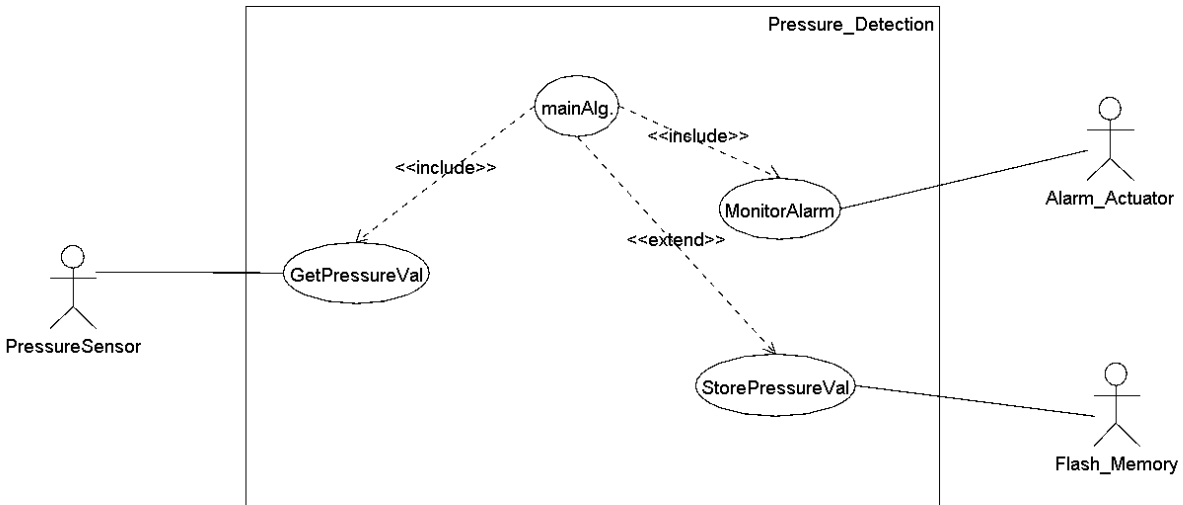 Pressure_Detection
mainAlg.
<<include>>
<<include>>
MonitorAlarm
Alarm_Actuator
<<extend>>
GetPressureVal
PressureSensor
StorePressureVal
Flash_Memory